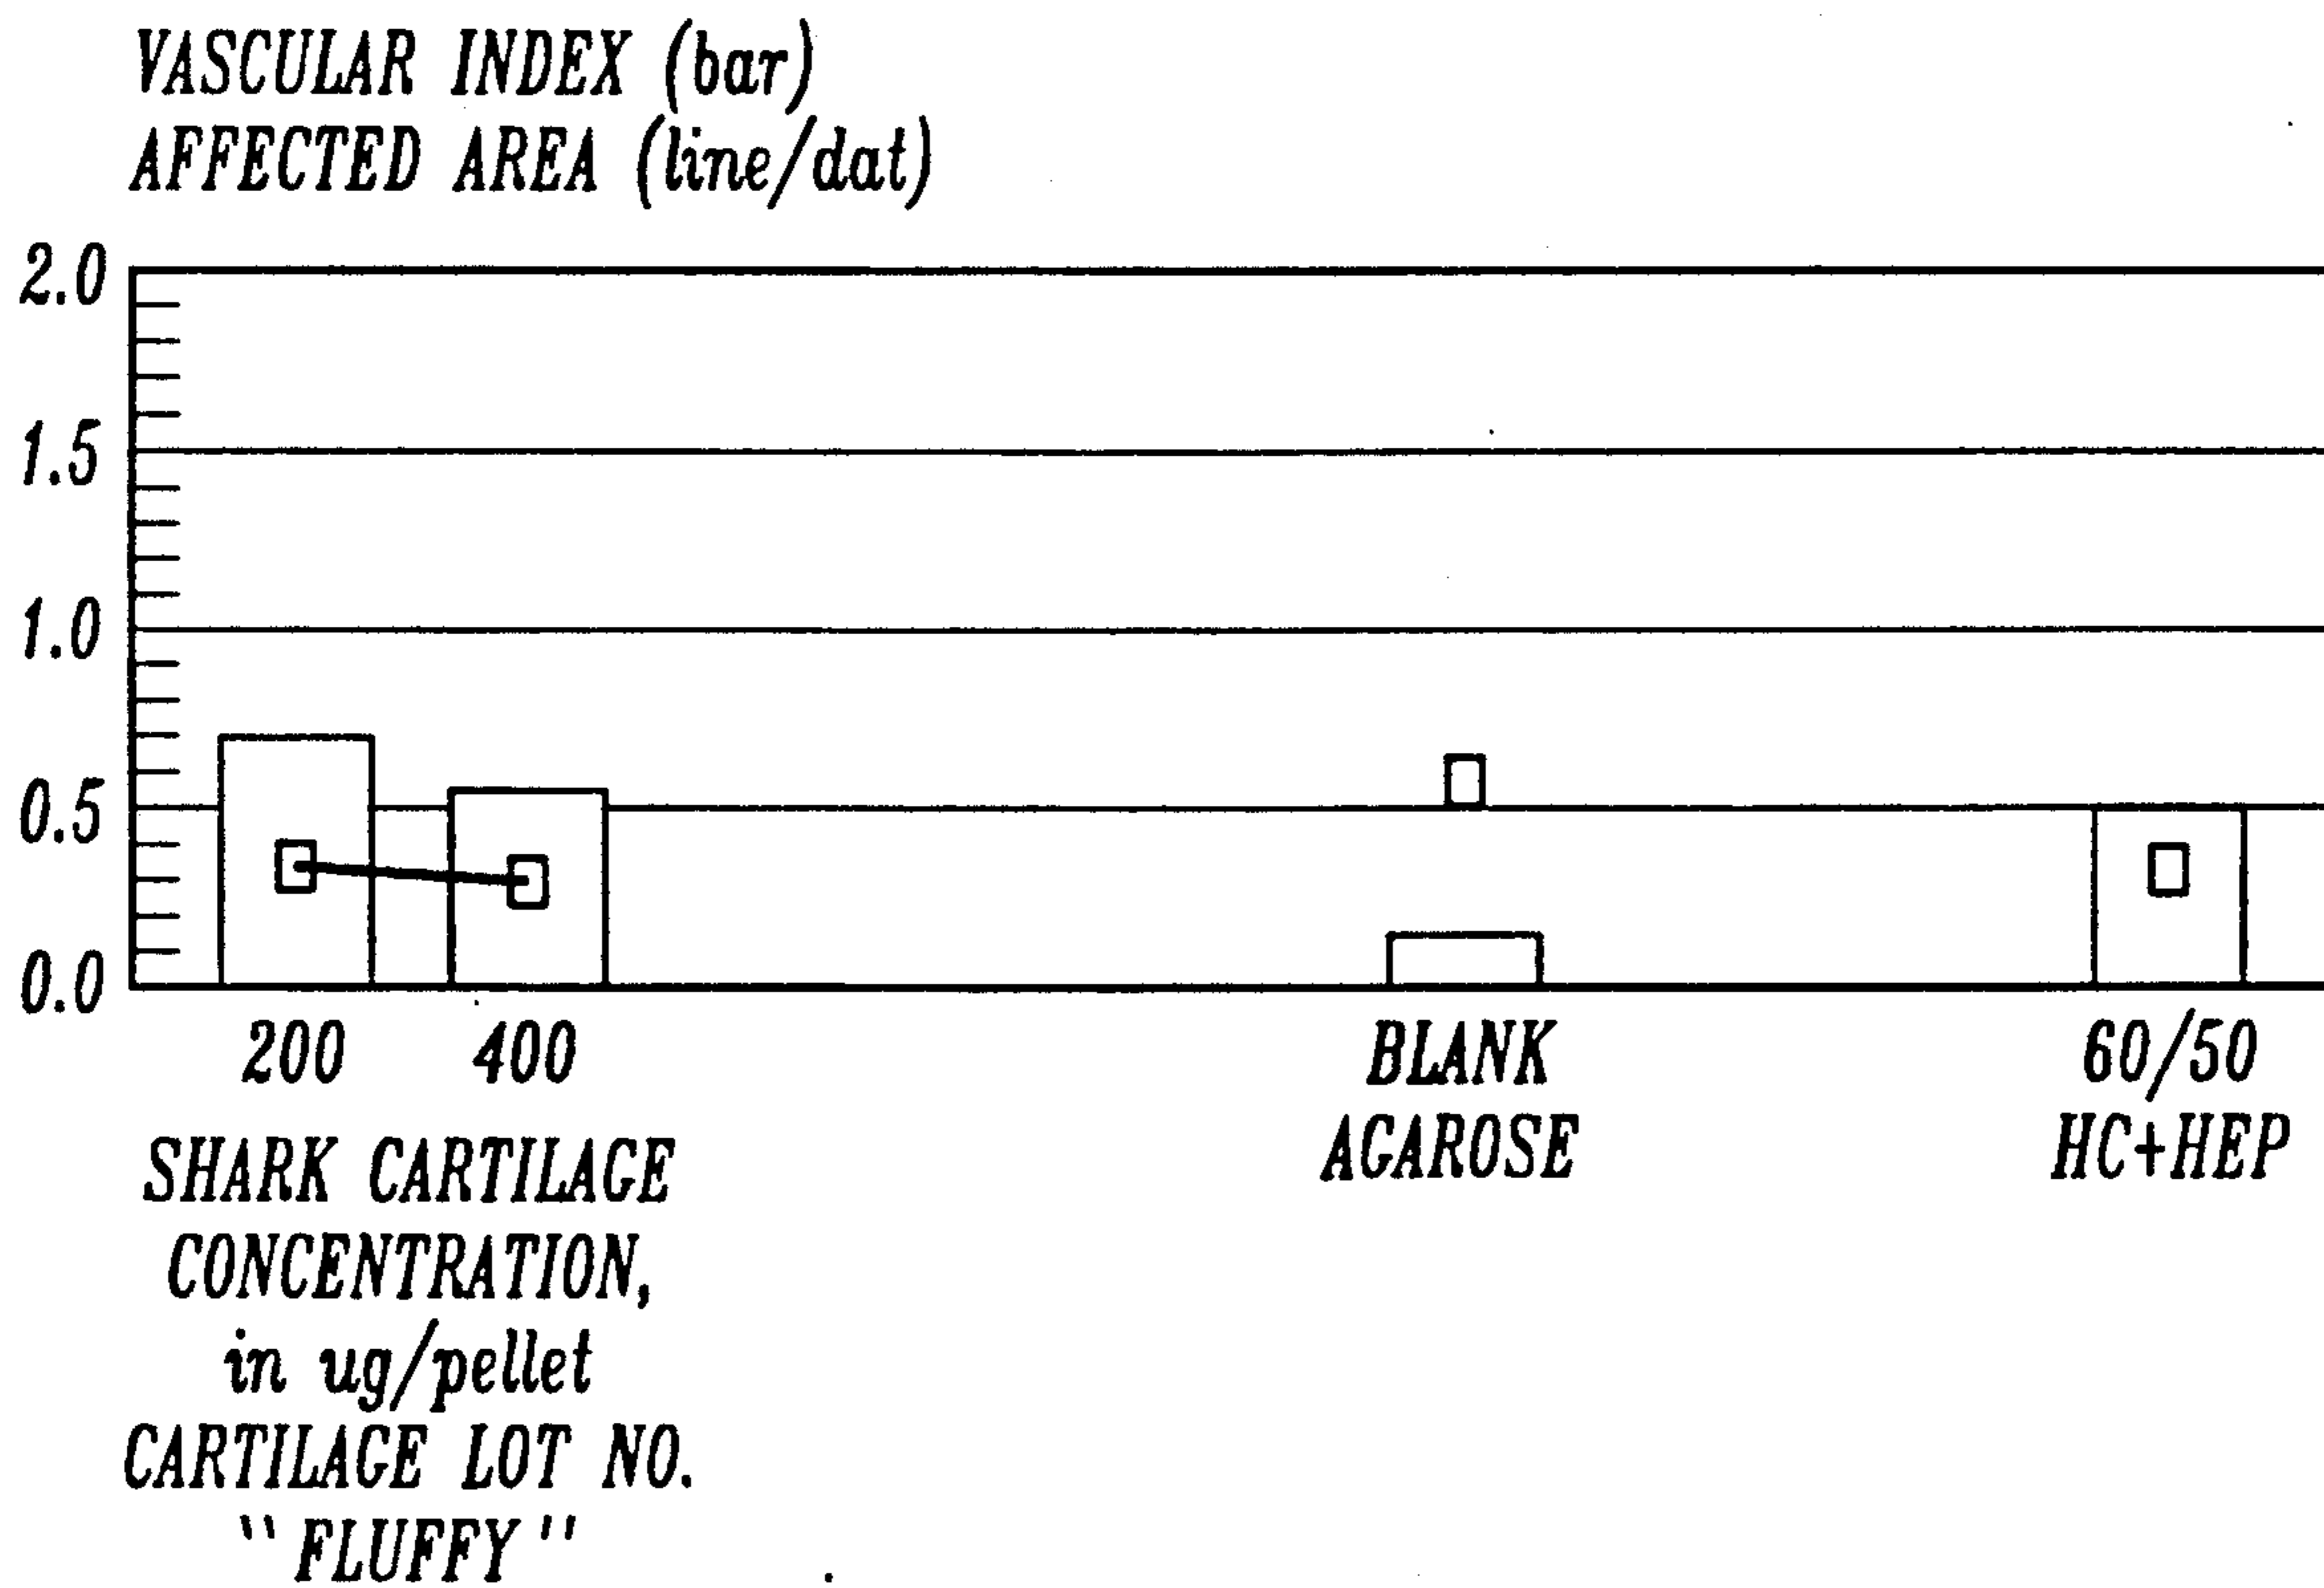 VASCULAR INDEX (bar)
AFFECTED AREA (line/dat)
2.0
1.5
1.0
0.5
0.0
200 400 BLANK 60/50
AGAROSE HC+HEP
SHARK CARTILAGE
CONCENTRATION,
in ug/pellet
CARTILAGE LOT NO.
"FLUFFY"